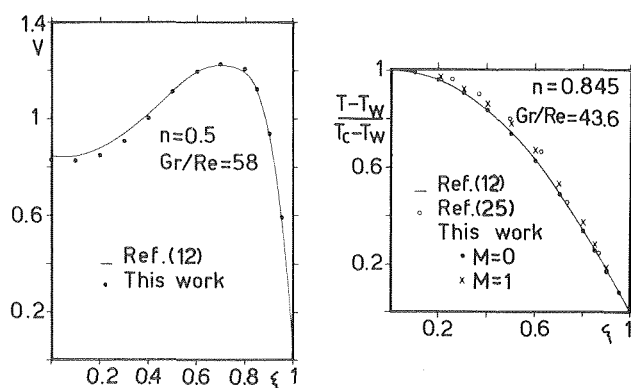 1.4
V
1.2
1
n=0.5
Gr/Re=58
0.6
— Ref.(12)
• This work
0.2
0.2 0.4 0.6 0.8 ξ 1
1
T-Tw
Tc-Tw
0.6
0.2
n=0.845
Gr/Re=43.6
— Ref.(12)
○ Ref.(25)
This work
• M=0
× M=1
0.2 0.6 ξ 1